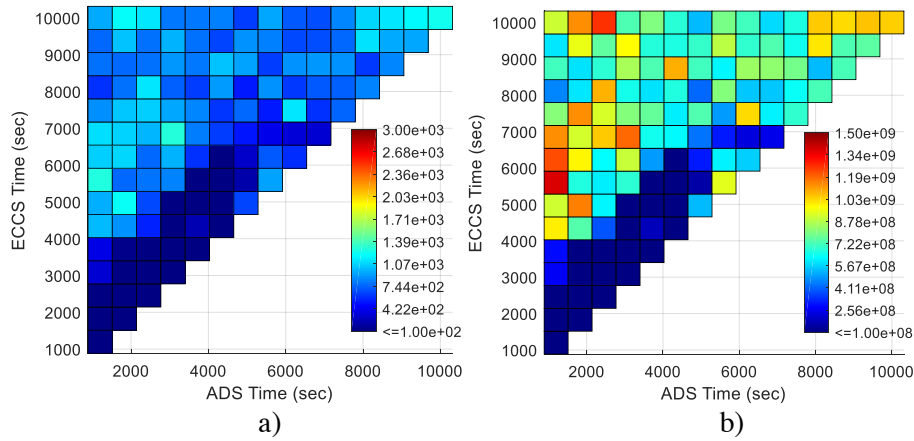 10000
9000
8000
7000
6000
5000
4000
3000
2000
1000
ECCS Time (sec)
2000 4000 6000 8000 10000
ADS Time (sec)
3.00e+03
2.68e+03
2.36e+03
2.03e+03
1.71e+03
1.39e+03
1.07e+03
7.44e+02
4.22e+02
<=1.00e+02
a)
10000
9000
8000
7000
6000
5000
4000
3000
2000
1000
ECCS Time (sec)
2000 4000 6000 8000 10000
ADS Time (sec)
1.50e+09
1.34e+09
1.19e+09
1.03e+09
8.78e+08
7.22e+08
5.67e+08
4.11e+08
2.56e+08
<=1.00e+08
b)